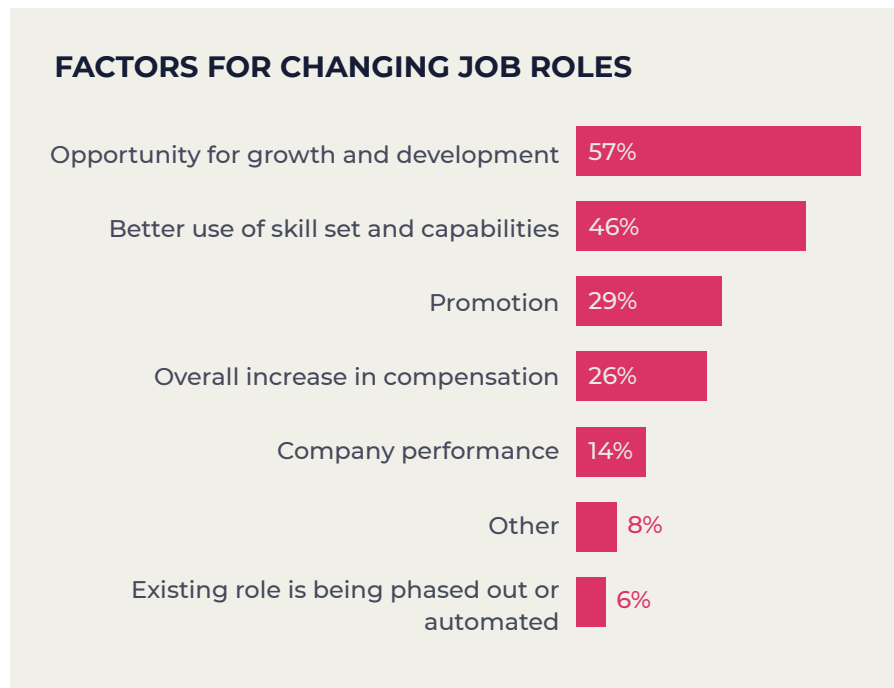 FACTORS FOR CHANGING JOB ROLES
Opportunity for growth and development 57%
Better use of skill set and capabilities 46%
Promotion 29%
Overall increase in compensation 26%
Company performance 14%
Other 8%
Existing role is being phased out or
automated 6%